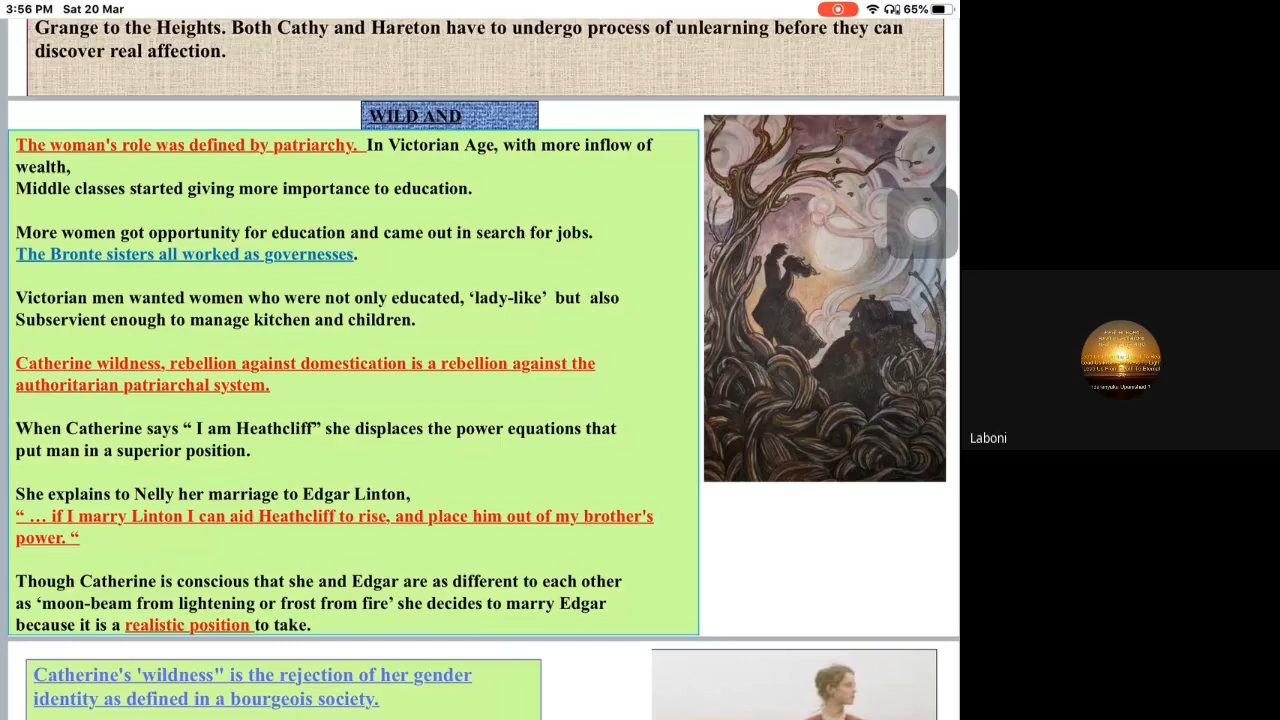 3:56 PM Sat 20 Mar
65%
Grange to the Heights. Both Cathy and Hareton have to undergo process of unlearning before they can
discover real affection.
WILD AND
The woman's role was defined by patriarchy. In Victorian Age, with more inflow of
wealth,
Middle classes started giving more importance to education.
More women got opportunity for education and came out in search for jobs.
The Bronte sisters all worked as governesses.
Victorian men wanted women who were not only educated, ‘lady-like’ but also
Subservient enough to manage kitchen and children.
Catherine wildness, rebellion against domestication is a rebellion against the
authoritarian patriarchal system.
When Catherine says “ I am Heathcliff” she displaces the power equations that
put man in a superior position.
She explains to Nelly her marriage to Edgar Linton,
“ … if I marry Linton I can aid Heathcliff to rise, and place him out of my brother's
power. “
Though Catherine is conscious that she and Edgar are as different to each other
as ‘moon-beam from lightening or frost from fire’ she decides to marry Edgar
because it is a realistic position to take.
Catherine's 'wildness" is the rejection of her gender
identity as defined in a bourgeois society.
Laboni